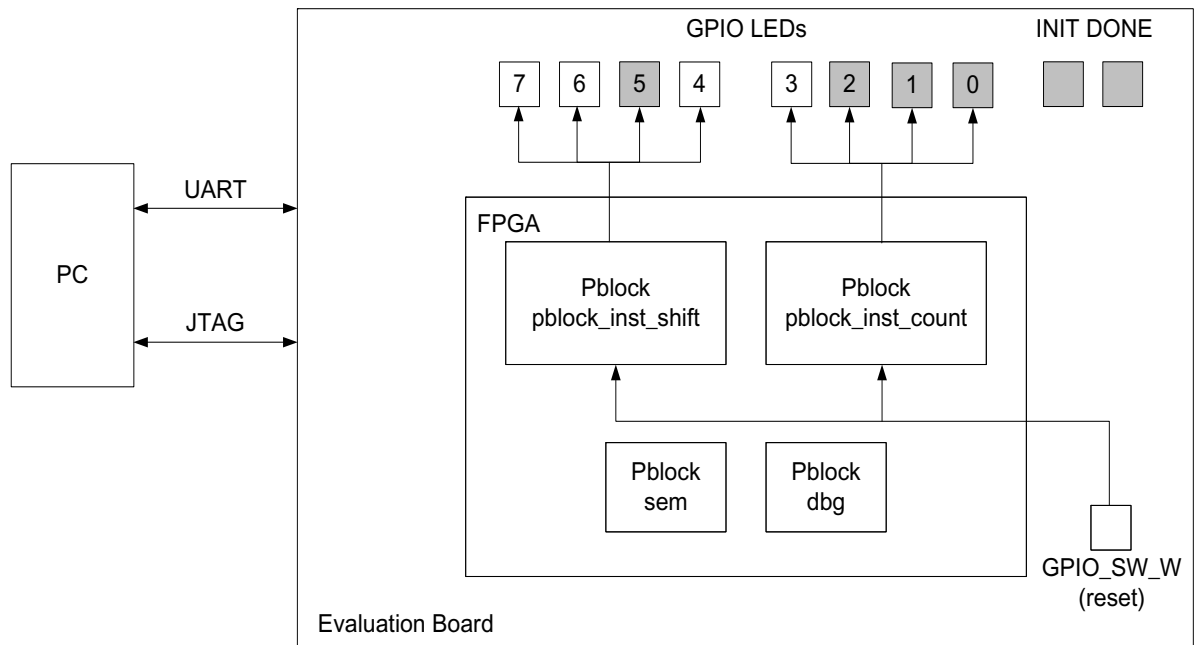 GPIO LEDs
INIT DONE
7 6 5 4 3 2 1 0
UART
FPGA
PC
Pblock
pblock_inst_shift
Pblock
pblock_inst_count
JTAG
Pblock
sem
Pblock
dbg
GPIO_SW_W
(reset)
Evaluation Board